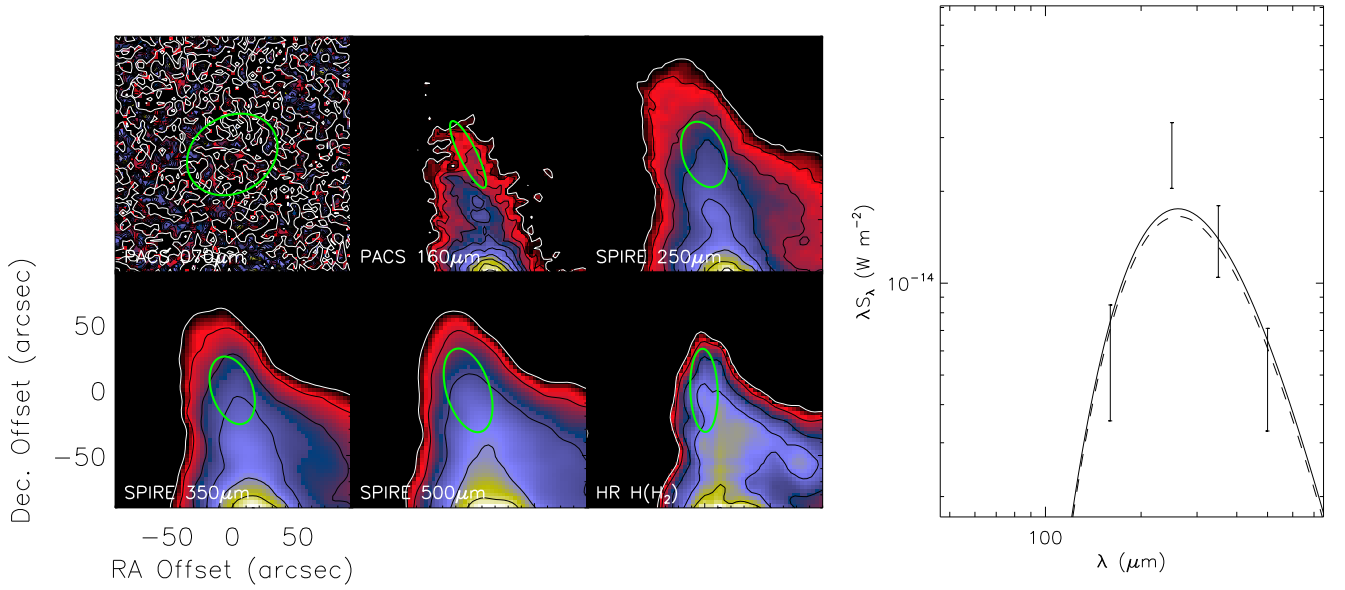 PACS 070μm
PACS 160μm
SPIRE 250μm
SPIRE 350μm
SPIRE 500μm
HR H(H₂)
Dec. Offset (arcsec)
50
0
−50
−50 0 50
RA Offset (arcsec)
λS_λ (W m⁻²)
10⁻¹⁴
100
λ (μm)